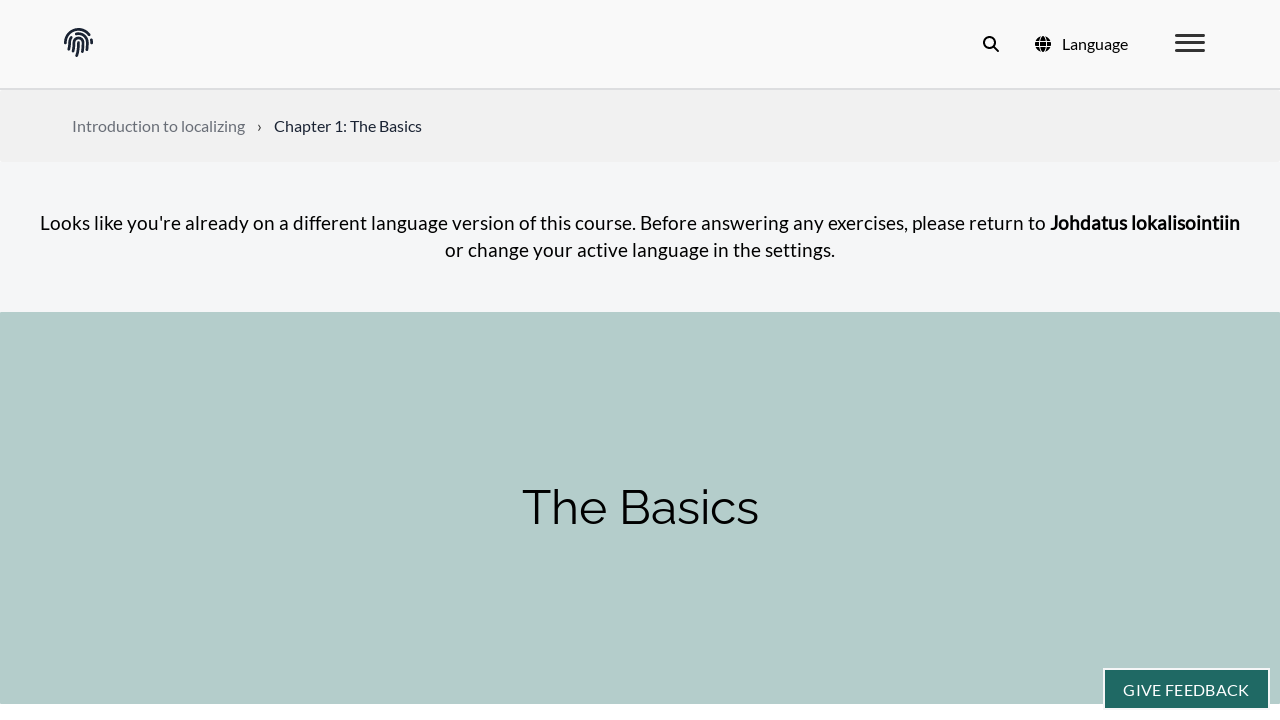 Language
Introduction to localizing › Chapter 1: The Basics
Looks like you're already on a different language version of this course. Before answering any exercises, please return to Johdatus lokalisointiin
or change your active language in the settings.
The Basics
GIVE FEEDBACK